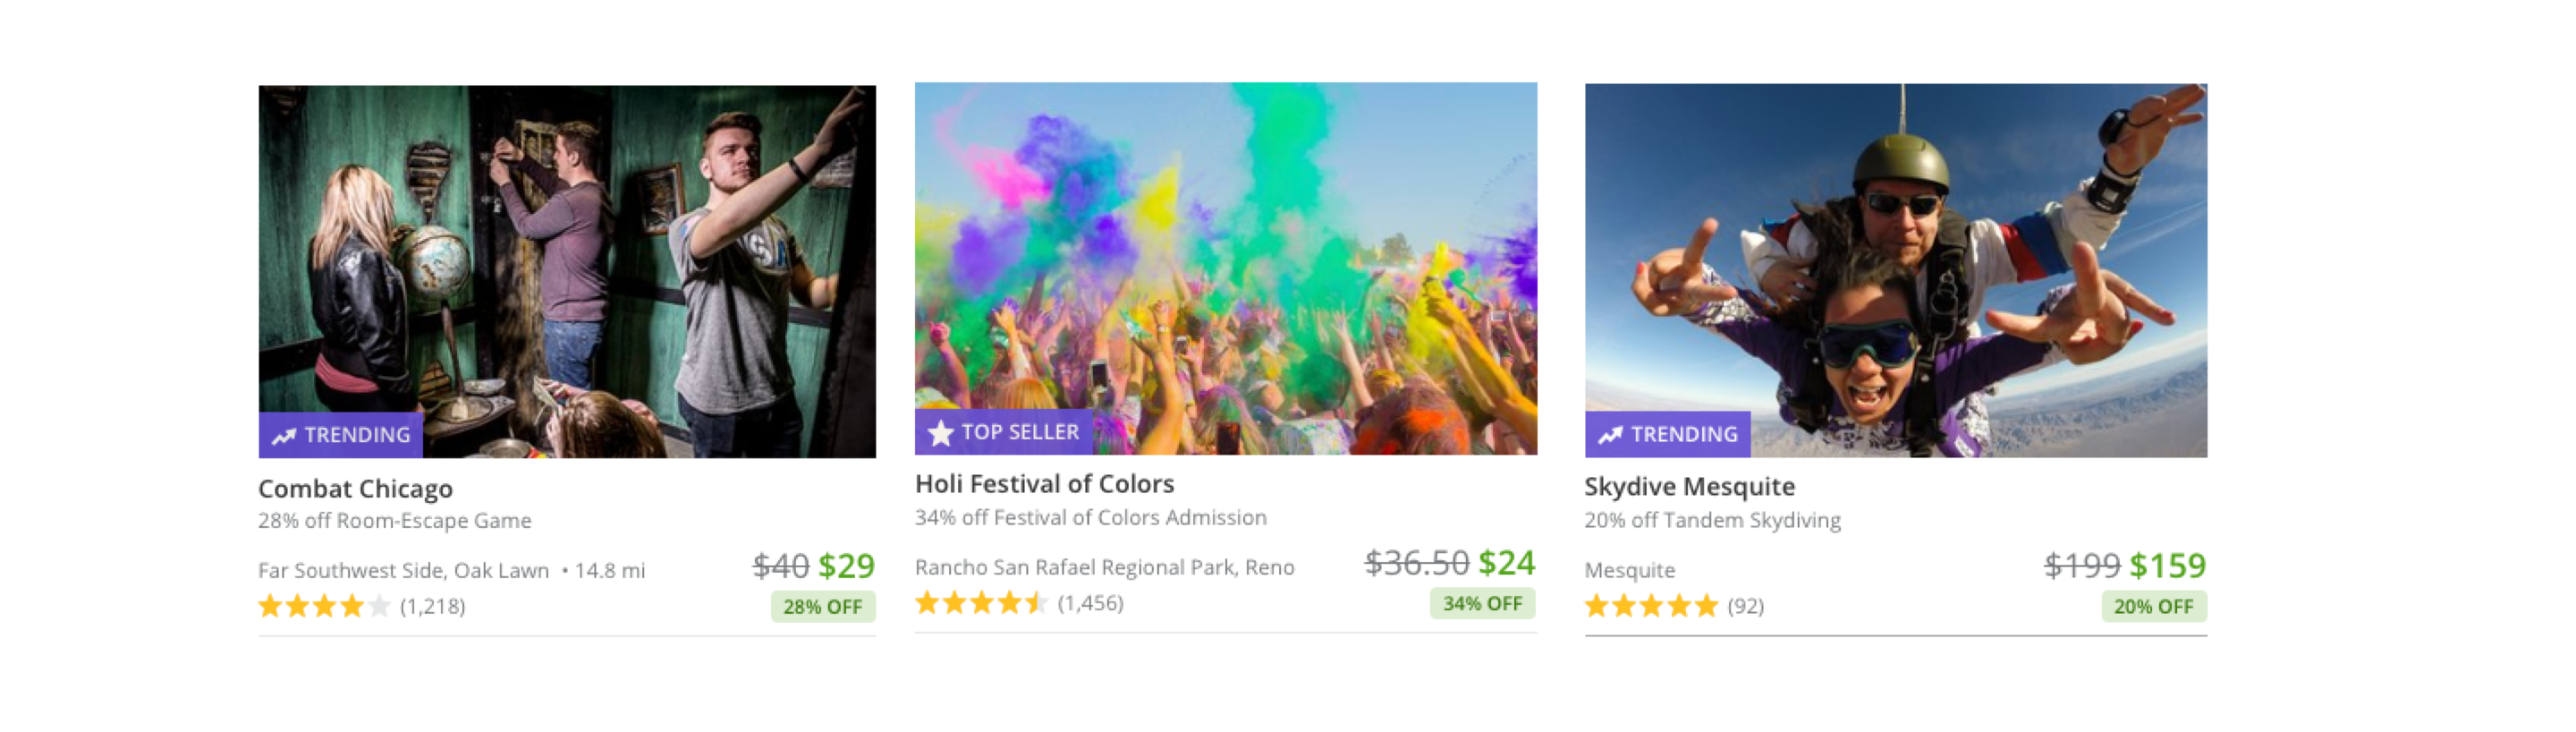 TRENDING
Combat Chicago
28% off Room-Escape Game
Far Southwest Side, Oak Lawn • 14.8 mi
$40 $29
(1,218)
28% OFF
TOP SELLER
Holi Festival of Colors
34% off Festival of Colors Admission
Rancho San Rafael Regional Park, Reno
$36.50 $24
(1,456)
34% OFF
TRENDING
Skydive Mesquite
20% off Tandem Skydiving
Mesquite
$199 $159
(92)
20% OFF